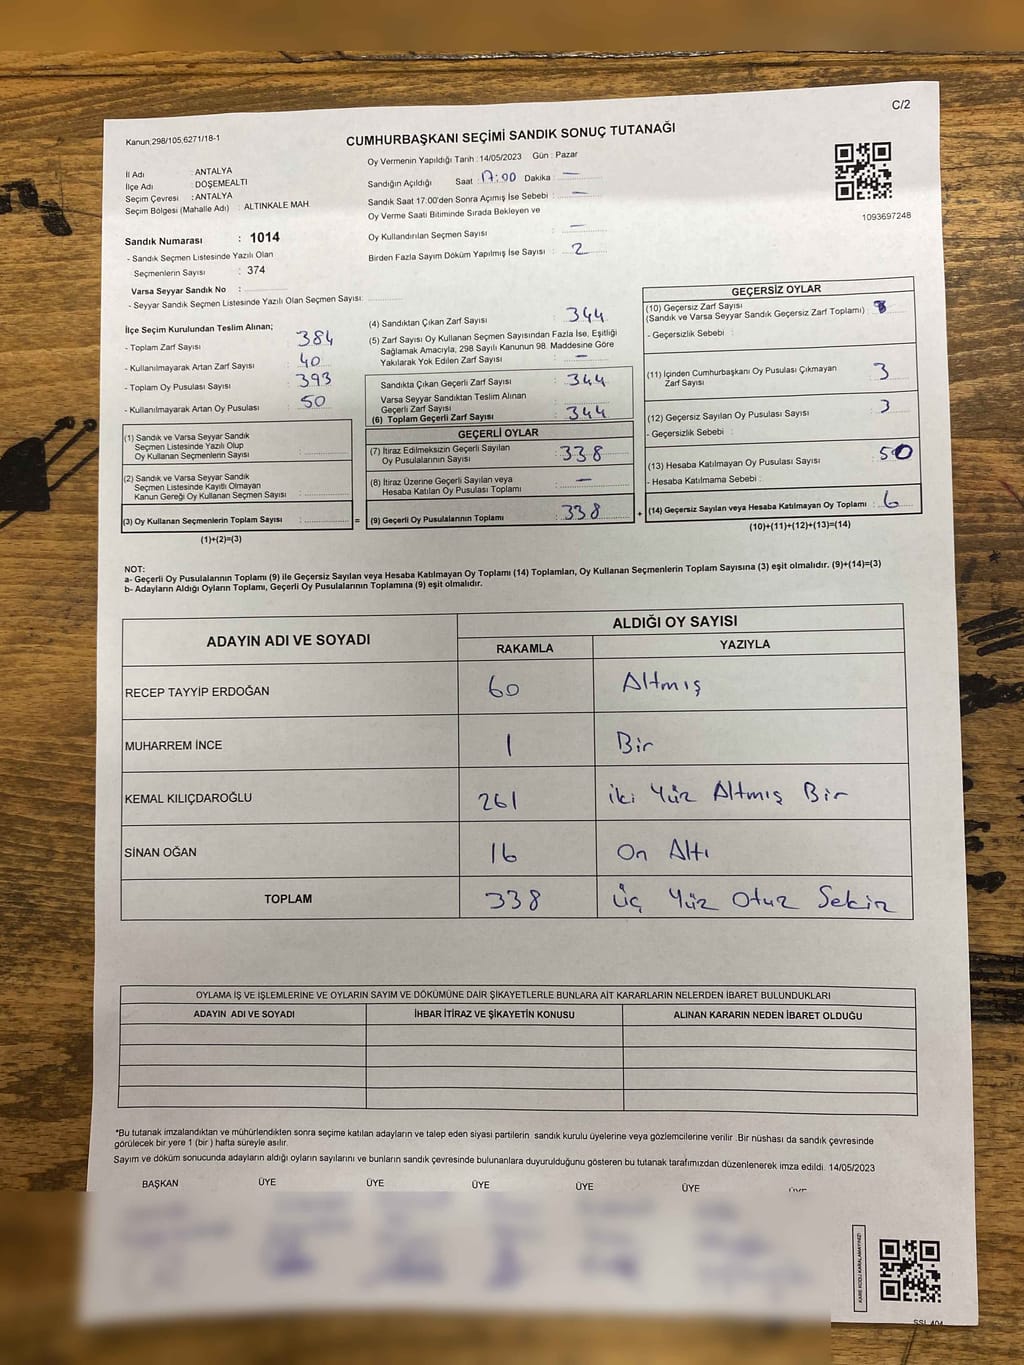 C/2
Kanun:298/105;6271/18-1
CUMHURBAŞKANI SEÇİMİ SANDIK SONUÇ TUTANAĞI
İl Adı : ANTALYA
İlçe Adı : DÖŞEMEALTI
Seçim Çevresi : ANTALYA
Seçim Bölgesi (Mahalle Adı) : ALTINKALE MAH.
Sandık Numarası : 1014
- Sandık Seçmen Listesinde Yazılı Olan
Seçmenlerin Sayısı : 374
Varsa Seyyar Sandık No :
- Seyyar Sandık Seçmen Listesinde Yazılı Olan Seçmen Sayısı:
Oy Vermenin Yapıldığı Tarih : 14/05/2023 Gün : Pazar
Sandığın Açıldığı Saat : 17:00 Dakika : —
Sandık Saat 17.00'den Sonra Açımış İse Sebebi : —
Oy Verme Saati Bitiminde Sırada Bekleyen ve
Oy Kullandırılan Seçmen Sayısı : —
Birden Fazla Sayım Döküm Yapılmış İse Sayısı : 2
1093697248
İlçe Seçim Kurulundan Teslim Alınan;
- Toplam Zarf Sayısı : 384
- Kullanılmayarak Artan Zarf Sayısı : 40
- Toplam Oy Pusulası Sayısı : 393
- Kullanılmayarak Artan Oy Pusulası : 50
(1) Sandık ve Varsa Seyyar Sandık
Seçmen Listesinde Yazılı Olup
Oy Kullanan Seçmenlerin Sayısı :
(2) Sandık ve Varsa Seyyar Sandık
Seçmen Listesinde Kayıtlı Olmayan
Kanun Gereği Oy Kullanan Seçmen Sayısı :
(3) Oy Kullanan Seçmenlerin Toplam Sayısı : =
(1)+(2)=(3)
(4) Sandıktan Çıkan Zarf Sayısı : 344
(5) Zarf Sayısı Oy Kullanan Seçmen Sayısından Fazla İse, Eşitliği
Sağlamak Amacıyla, 298 Sayılı Kanunun 98. Maddesine Göre
Yakılarak Yok Edilen Zarf Sayısı : —
Sandıkta Çıkan Geçerli Zarf Sayısı : 344
Varsa Seyyar Sandıktan Teslim Alınan
Geçerli Zarf Sayısı :
(6) Toplam Geçerli Zarf Sayısı : 344
GEÇERLİ OYLAR
(7) İtiraz Edilmeksizin Geçerli Sayılan
Oy Pusulalarının Sayısı : 338
(8) İtiraz Üzerine Geçerli Sayılan veya
Hesaba Katılan Oy Pusulası Toplamı : —
(9) Geçerli Oy Pusulalarının Toplamı : 338 +
GEÇERSİZ OYLAR
(10) Geçersiz Zarf Sayısı
(Sandık ve Varsa Seyyar Sandık Geçersiz Zarf Toplamı) :
- Geçersizlik Sebebi :
(11) İçinden Cumhurbaşkanı Oy Pusulası Çıkmayan
Zarf Sayısı : 3
(12) Geçersiz Sayılan Oy Pusulası Sayısı : 3
- Geçersizlik Sebebi :
(13) Hesaba Katılmayan Oy Pusulası Sayısı : 50
- Hesaba Katılmama Sebebi :
(14) Geçersiz Sayılan veya Hesaba Katılmayan Oy Toplamı : 6
(10)+(11)+(12)+(13)=(14)
NOT:
a- Geçerli Oy Pusulalarının Toplamı (9) ile Geçersiz Sayılan veya Hesaba Katılmayan Oy Toplamı (14) Toplamları, Oy Kullanan Seçmenlerin Toplam Sayısına (3) eşit olmalıdır. (9)+(14)=(3)
b- Adayların Aldığı Oyların Toplamı, Geçerli Oy Pusulalarının Toplamına (9) eşit olmalıdır.
ADAYIN ADI VE SOYADI
ALDIĞI OY SAYISI
RAKAMLA YAZIYLA
RECEP TAYYİP ERDOĞAN 60 Altmış
MUHARREM İNCE 1 Bir
KEMAL KILIÇDAROĞLU 261 iki Yüz Altmış Bir
SİNAN OĞAN 16 On Altı
TOPLAM 338 Üç Yüz Otuz Sekiz
OYLAMA İŞ VE İŞLEMLERİNE VE OYLARIN SAYIM VE DÖKÜMÜNE DAİR ŞİKAYETLERLE BUNLARA AİT KARARLARIN NELERDEN İBARET BULUNDUKLARI
ADAYIN ADI VE SOYADI İHBAR İTİRAZ VE ŞİKAYETİN KONUSU ALINAN KARARIN NEDEN İBARET OLDUĞU
*Bu tutanak imzalandıktan ve mühürlendikten sonra seçime katılan adayların ve talep eden siyasi partilerin sandık kurulu üyelerine veya gözlemcilerine verilir .Bir nüshası da sandık çevresinde
görülecek bir yere 1 (bir ) hafta süreyle asılır.
Sayım ve döküm sonucunda adayların aldığı oyların sayılarını ve bunların sandık çevresinde bulunanlara duyurulduğunu gösteren bu tutanak tarafımızdan düzenlenerek imza edildi. 14/05/2023
BAŞKAN ÜYE ÜYE ÜYE ÜYE ÜYE
KARE KODU KARALAMAYINIZ!